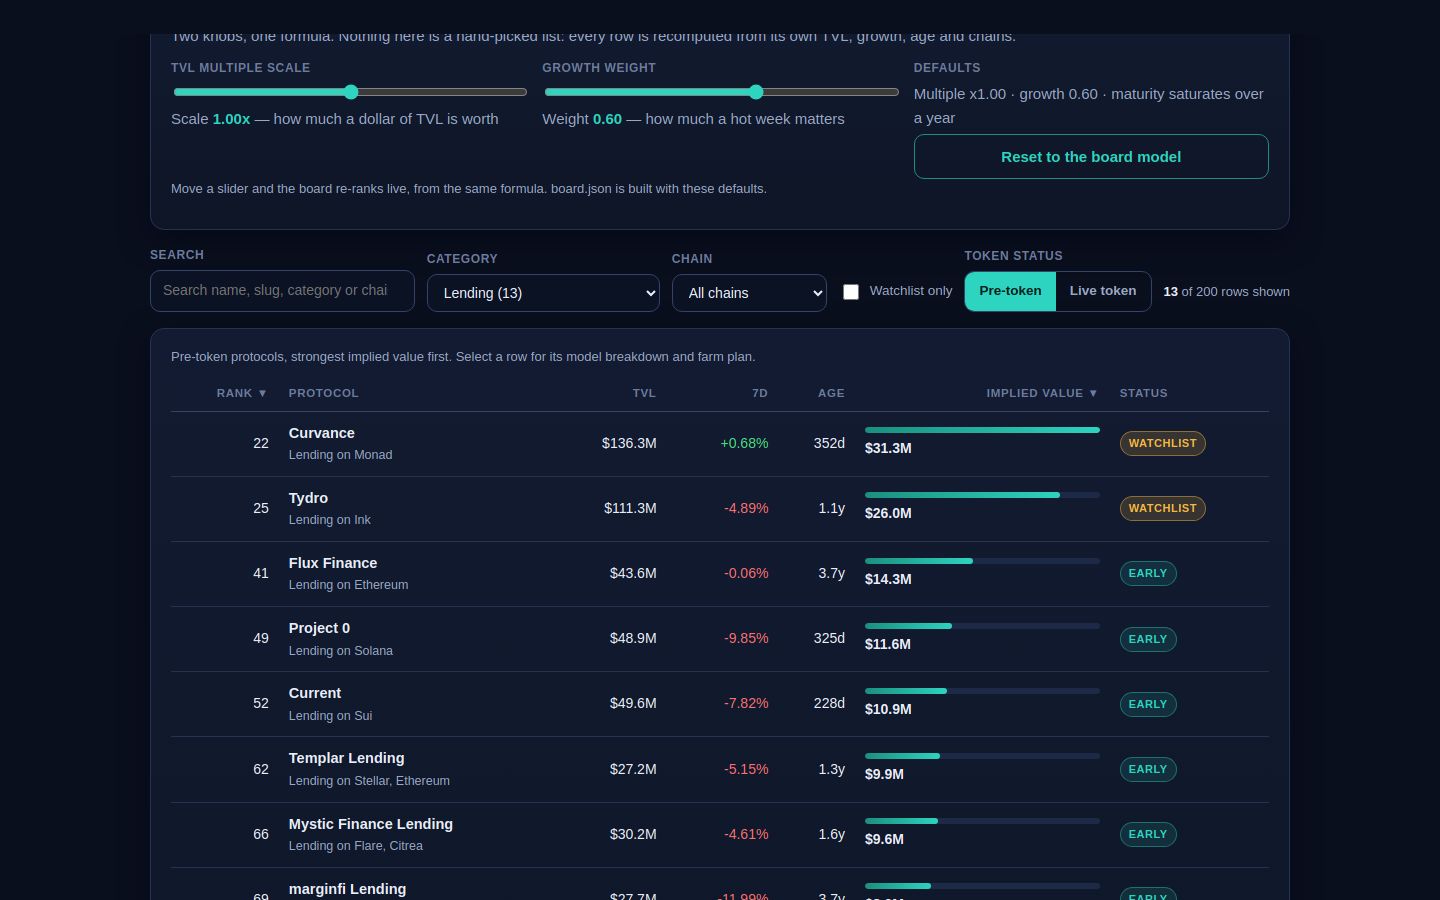 Two knobs, one formula. Nothing here is a hand-picked list: every row is recomputed from its own TVL, growth, age and chains.
TVL MULTIPLE SCALE
Scale 1.00x — how much a dollar of TVL is worth
GROWTH WEIGHT
Weight 0.60 — how much a hot week matters
DEFAULTS
Multiple x1.00 · growth 0.60 · maturity saturates over
a year
Reset to the board model
Move a slider and the board re-ranks live, from the same formula. board.json is built with these defaults.
SEARCH
Search name, slug, category or chai
CATEGORY
Lending (13)
CHAIN
All chains
Watchlist only
TOKEN STATUS
Pre-token Live token
13 of 200 rows shown
Pre-token protocols, strongest implied value first. Select a row for its model breakdown and farm plan.
RANK ▼ PROTOCOL TVL 7D AGE IMPLIED VALUE ▼ STATUS
22 Curvance $136.3M +0.68% 352d $31.3M WATCHLIST
Lending on Monad
25 Tydro $111.3M -4.89% 1.1y $26.0M WATCHLIST
Lending on Ink
41 Flux Finance $43.6M -0.06% 3.7y $14.3M EARLY
Lending on Ethereum
49 Project 0 $48.9M -9.85% 325d $11.6M EARLY
Lending on Solana
52 Current $49.6M -7.82% 228d $10.9M EARLY
Lending on Sui
62 Templar Lending $27.2M -5.15% 1.3y $9.9M EARLY
Lending on Stellar, Ethereum
66 Mystic Finance Lending $30.2M -4.61% 1.6y $9.6M EARLY
Lending on Flare, Citrea
69 marginfi Lending $27.7M -11.99% 3.7y EARLY